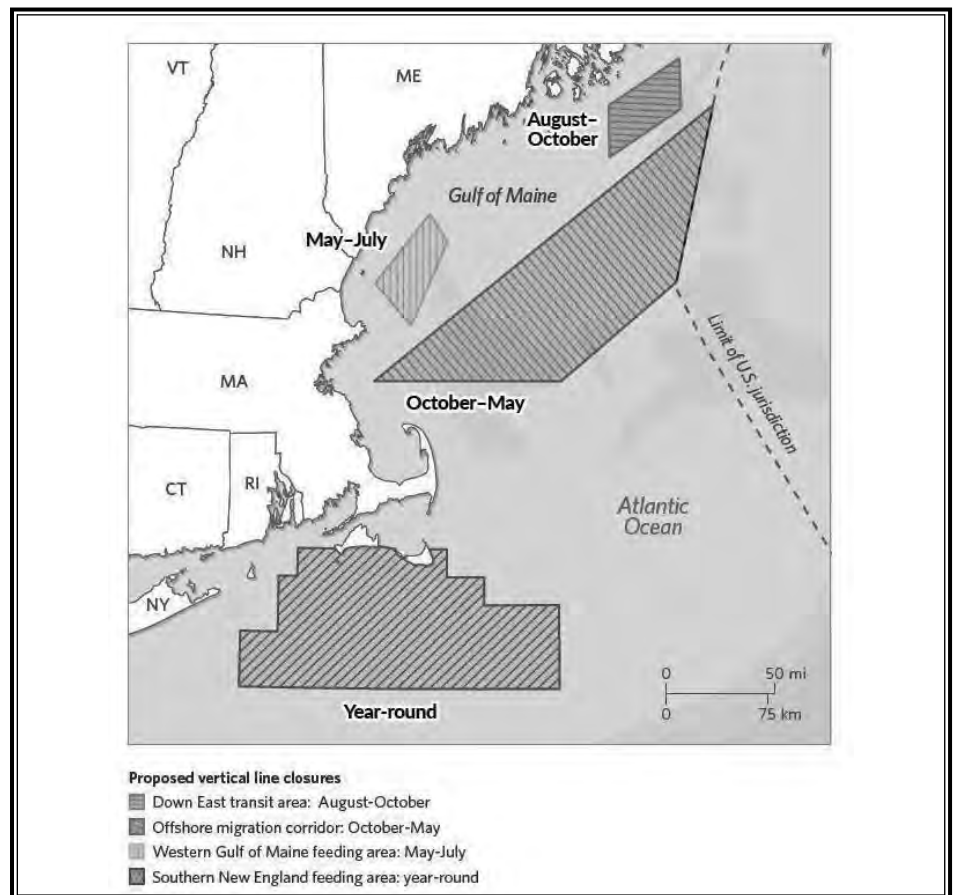 VT
ME
August–
October
Gulf of Maine
May–July
NH
Limit of U.S. jurisdiction
MA
October–May
CT
RI
Atlantic
Ocean
NY
0 50 mi
0 75 km
Year-round
Proposed vertical line closures
Down East transit area: August-October
Offshore migration corridor: October-May
Western Gulf of Maine feeding area: May-July
Southern New England feeding area: year-round